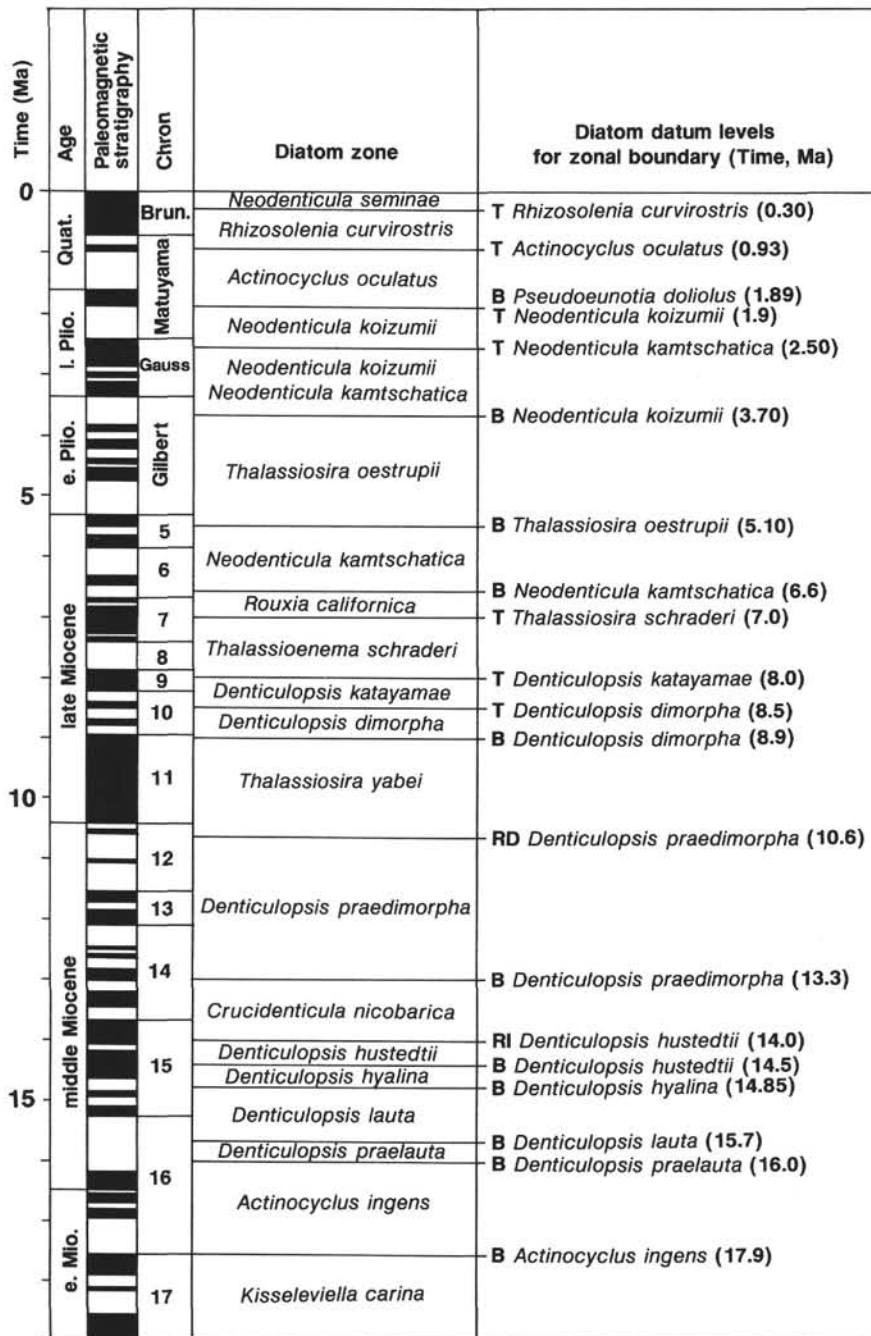 Time (Ma)
Age
Paleomagnetic
stratigraphy
Chron
Diatom zone
Diatom datum levels
for zonal boundary (Time, Ma)
0
5
10
15
Quat.
l. Plio.
e. Plio.
late Miocene
middle Miocene
e. Mio.
Brun.
Matuyama
Gauss
Gilbert
5
6
7
8
9
10
11
12
13
14
15
16
17
Neodenticula seminae
Rhizosolenia curvirostris
Actinocyclus oculatus
Neodenticula koizumii
Neodenticula koizumii
Neodenticula kamtschatica
Thalassiosira oestrupii
Neodenticula kamtschatica
Rouxia californica
Thalassioenema schraderi
Denticulopsis katayamae
Denticulopsis dimorpha
Thalassiosira yabei
Denticulopsis praedimorpha
Crucidenticula nicobarica
Denticulopsis hustedtii
Denticulopsis hyalina
Denticulopsis lauta
Denticulopsis praelauta
Actinocyclus ingens
Kisseleviella carina
T Rhizosolenia curvirostris (0.30)
T Actinocyclus oculatus (0.93)
B Pseudoeunotia doliolus (1.89)
T Neodenticula koizumii (1.9)
T Neodenticula kamtschatica (2.50)
B Neodenticula koizumii (3.70)
B Thalassiosira oestrupii (5.10)
B Neodenticula kamtschatica (6.6)
T Thalassiosira schraderi (7.0)
T Denticulopsis katayamae (8.0)
T Denticulopsis dimorpha (8.5)
B Denticulopsis dimorpha (8.9)
RD Denticulopsis praedimorpha (10.6)
B Denticulopsis praedimorpha (13.3)
RI Denticulopsis hustedtii (14.0)
B Denticulopsis hustedtii (14.5)
B Denticulopsis hyalina (14.85)
B Denticulopsis lauta (15.7)
B Denticulopsis praelauta (16.0)
B Actinocyclus ingens (17.9)